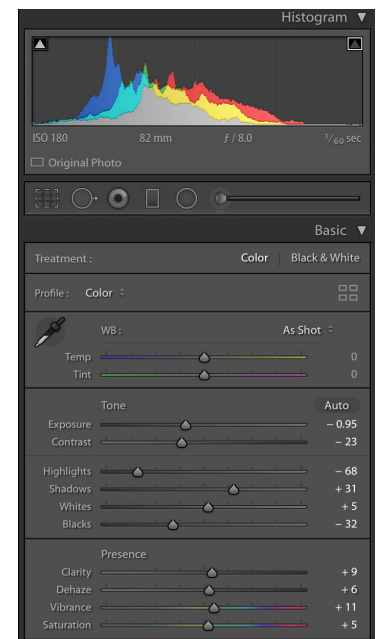 Histogram ▼
ISO 180 82 mm ƒ / 8.0 1/60 sec
Original Photo
Basic ▼
Treatment : Color | Black & White
Profile : Color
WB : As Shot
Temp 0
Tint 0
Tone Auto
Exposure – 0.95
Contrast – 23
Highlights – 68
Shadows + 31
Whites + 5
Blacks – 32
Presence
Clarity + 9
Dehaze + 6
Vibrance + 11
Saturation + 5